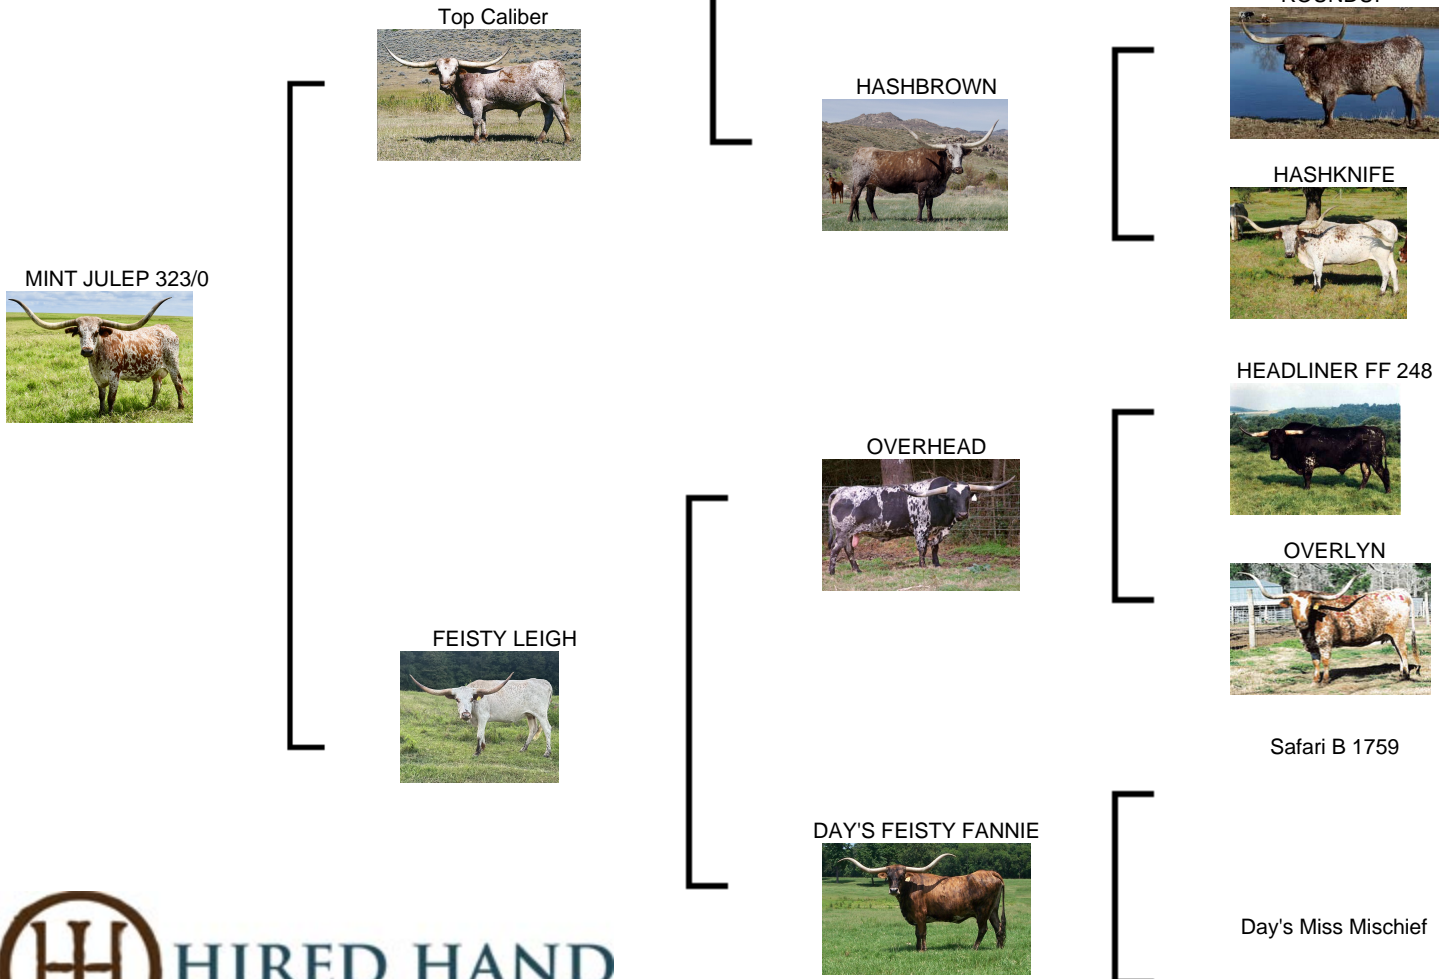 Top Caliber
HASHBROWN
HASHKNIFE
MINT JULEP 323/0
HEADLINER FF 248
OVERHEAD
OVERLYN
FEISTY LEIGH
Safari B 1759
DAY'S FEISTY FANNIE
Day's Miss Mischief
HIRED HAND